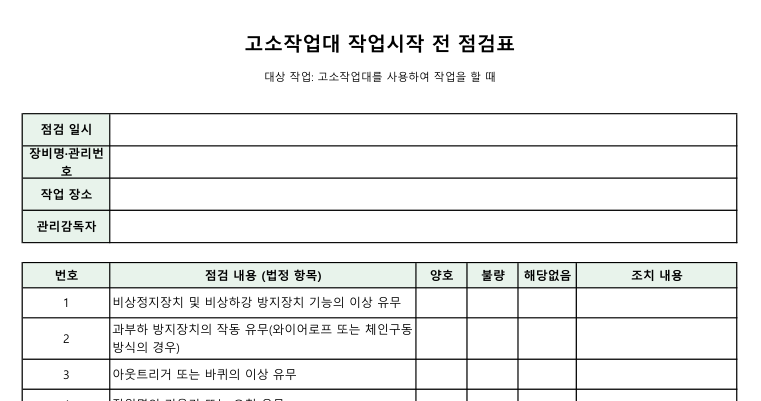 고소작업대 작업시작 전 점검표
대상 작업: 고소작업대를 사용하여 작업을 할 때
점검 일시
장비명·관리번
호
작업 장소
관리감독자
번호 점검 내용 (법정 항목) 양호 불량 해당없음 조치 내용
1 비상정지장치 및 비상하강 방지장치 기능의 이상 유무
2 과부하 방지장치의 작동 유무(와이어로프 또는 체인구동
방식의 경우)
3 아웃트리거 또는 바퀴의 이상 유무